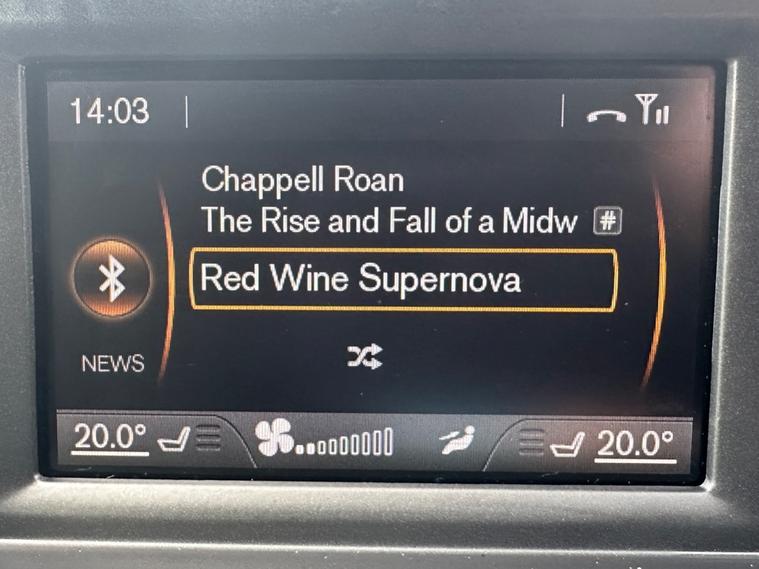 14:03
Chappell Roan
The Rise and Fall of a Midw #
Red Wine Supernova
NEWS
20.0° 20.0°